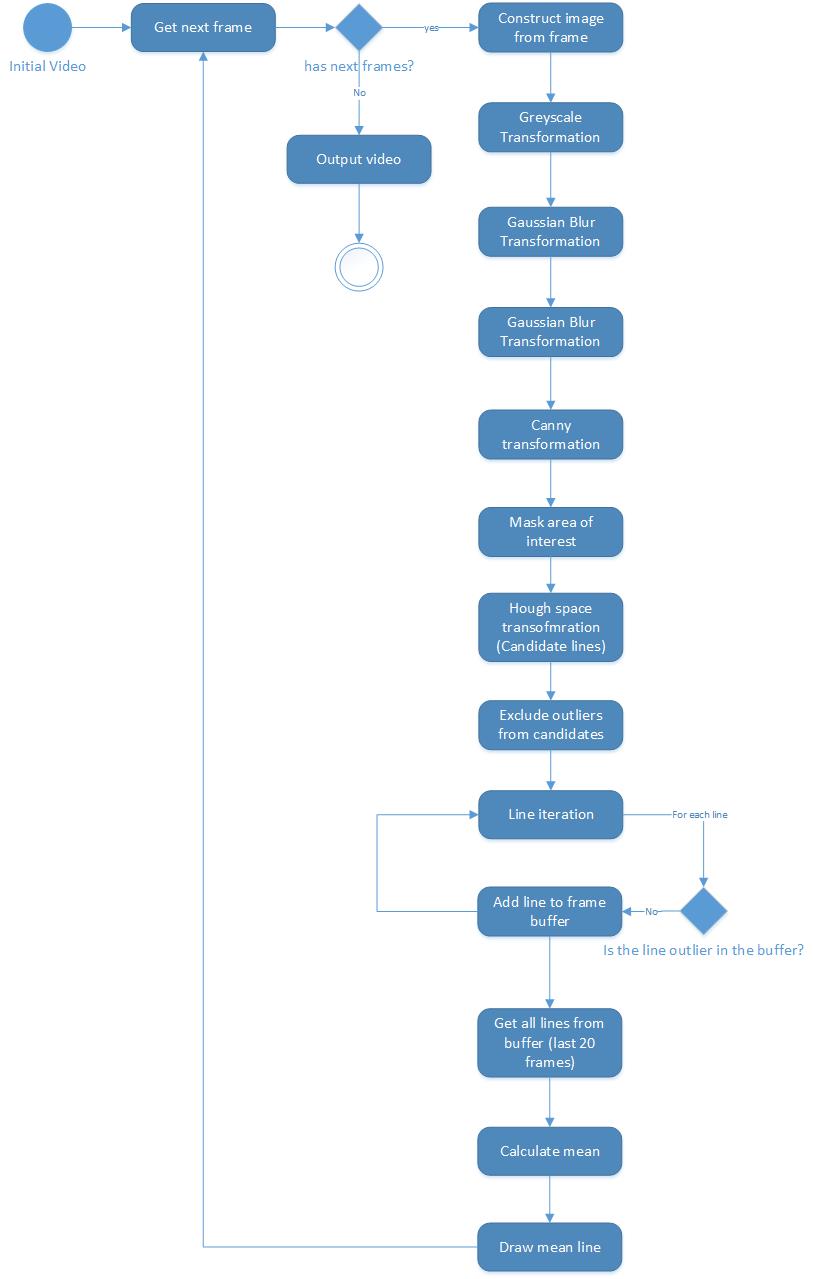 Get next frame
Initial Video
has next frames?
yes
No
Output video
Construct image
from frame
Greyscale
Transformation
Gaussian Blur
Transformation
Gaussian Blur
Transformation
Canny
transformation
Mask area of
interest
Hough space
transofmration
(Candidate lines)
Exclude outliers
from candidates
Line iteration
For each line
Is the line outlier in the buffer?
No
Add line to frame
buffer
Get all lines from
buffer (last 20
frames)
Calculate mean
Draw mean line